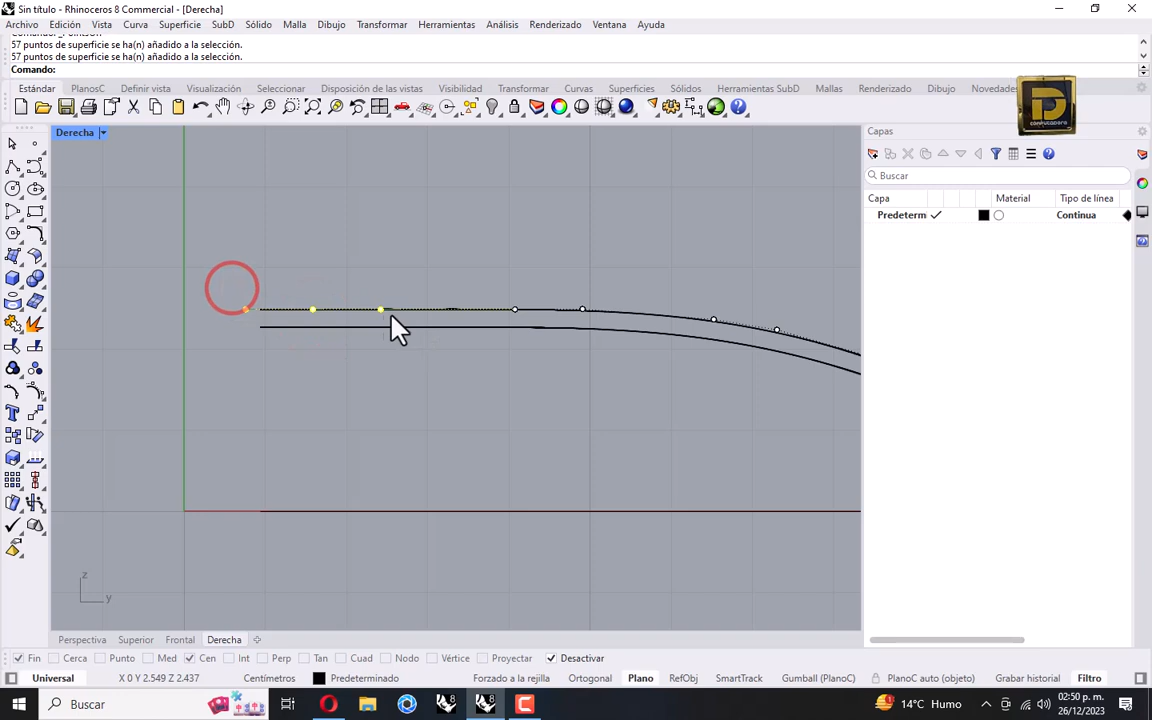 Sin título - Rhinoceros 8 Commercial - [Derecha]
Archivo Edición Vista Curva Superficie SubD Sólido Malla Dibujo Transformar Herramientas Análisis Renderizado Ventana Ayuda
57 puntos de superficie se ha(n) añadido a la selección.
57 puntos de superficie se ha(n) añadido a la selección.
Comando:
Estándar PlanosC Definir vista Visualización Seleccionar Disposición de las vistas Visibilidad Transformar Curvas Superficies Sólidos Herramientas SubD Mallas Renderizado Dibujo Novedades
D
Derecha
Capas
Buscar
Capa Material Tipo de línea
Predeterm Continua
z
y
Perspectiva Superior Frontal Derecha
Fin Cerca Punto Med Cen Int Perp Tan Cuad Nodo Vértice Proyectar Desactivar
Universal X 0 Y 2.549 Z 2.437 Centímetros Predeterminado Forzado a la rejilla Ortogonal Plano RefObj SmartTrack Gumball (PlanoC) PlanoC auto (objeto) Grabar historial Filtro
Buscar 14°C Humo 02:50 p. m.
26/12/2023